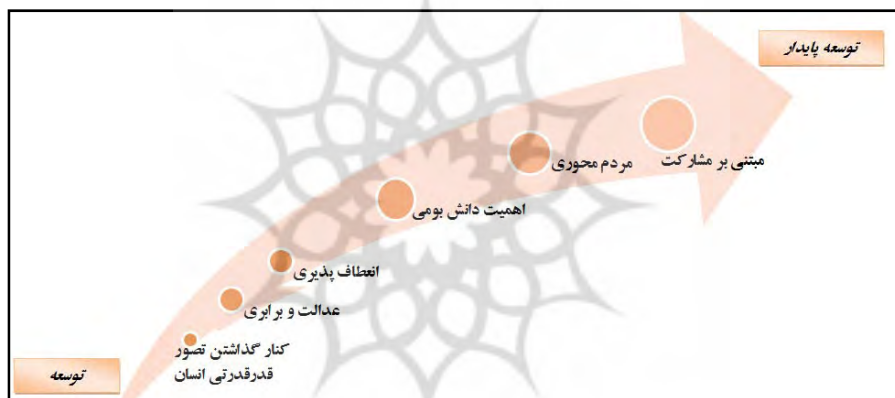 توسعه پایدار
مبتنی بر مشارکت
مردم محوری
اهمیت دانش بومی
انعطاف پذیری
عدالت و برابری
کنار گذاشتن تصور
قدرقدرتی انسان
توسعه